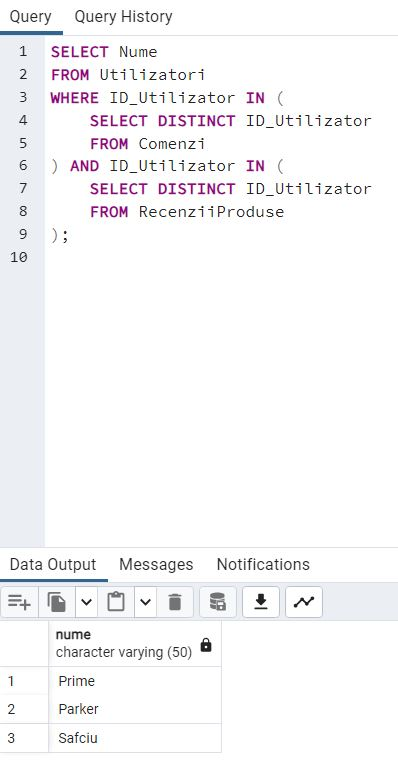 Query Query History
1 SELECT Nume
2 FROM Utilizatori
3 WHERE ID_Utilizator IN (
4 SELECT DISTINCT ID_Utilizator
5 FROM Comenzi
6 ) AND ID_Utilizator IN (
7 SELECT DISTINCT ID_Utilizator
8 FROM RecenziiProduse
9 );
10
Data Output Messages Notifications
nume
character varying (50)
1 Prime
2 Parker
3 Safciu